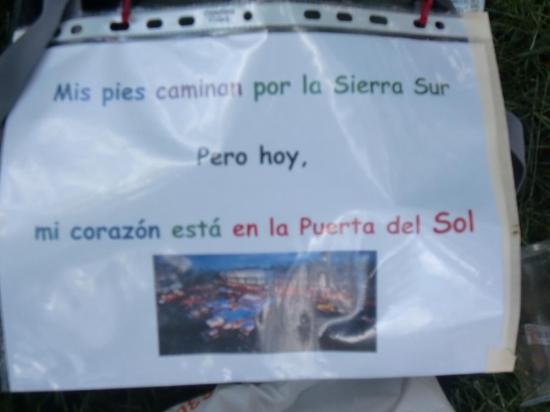 Mis pies caminan por la Sierra Sur
Pero hoy,
mi corazón está en la Puerta del Sol